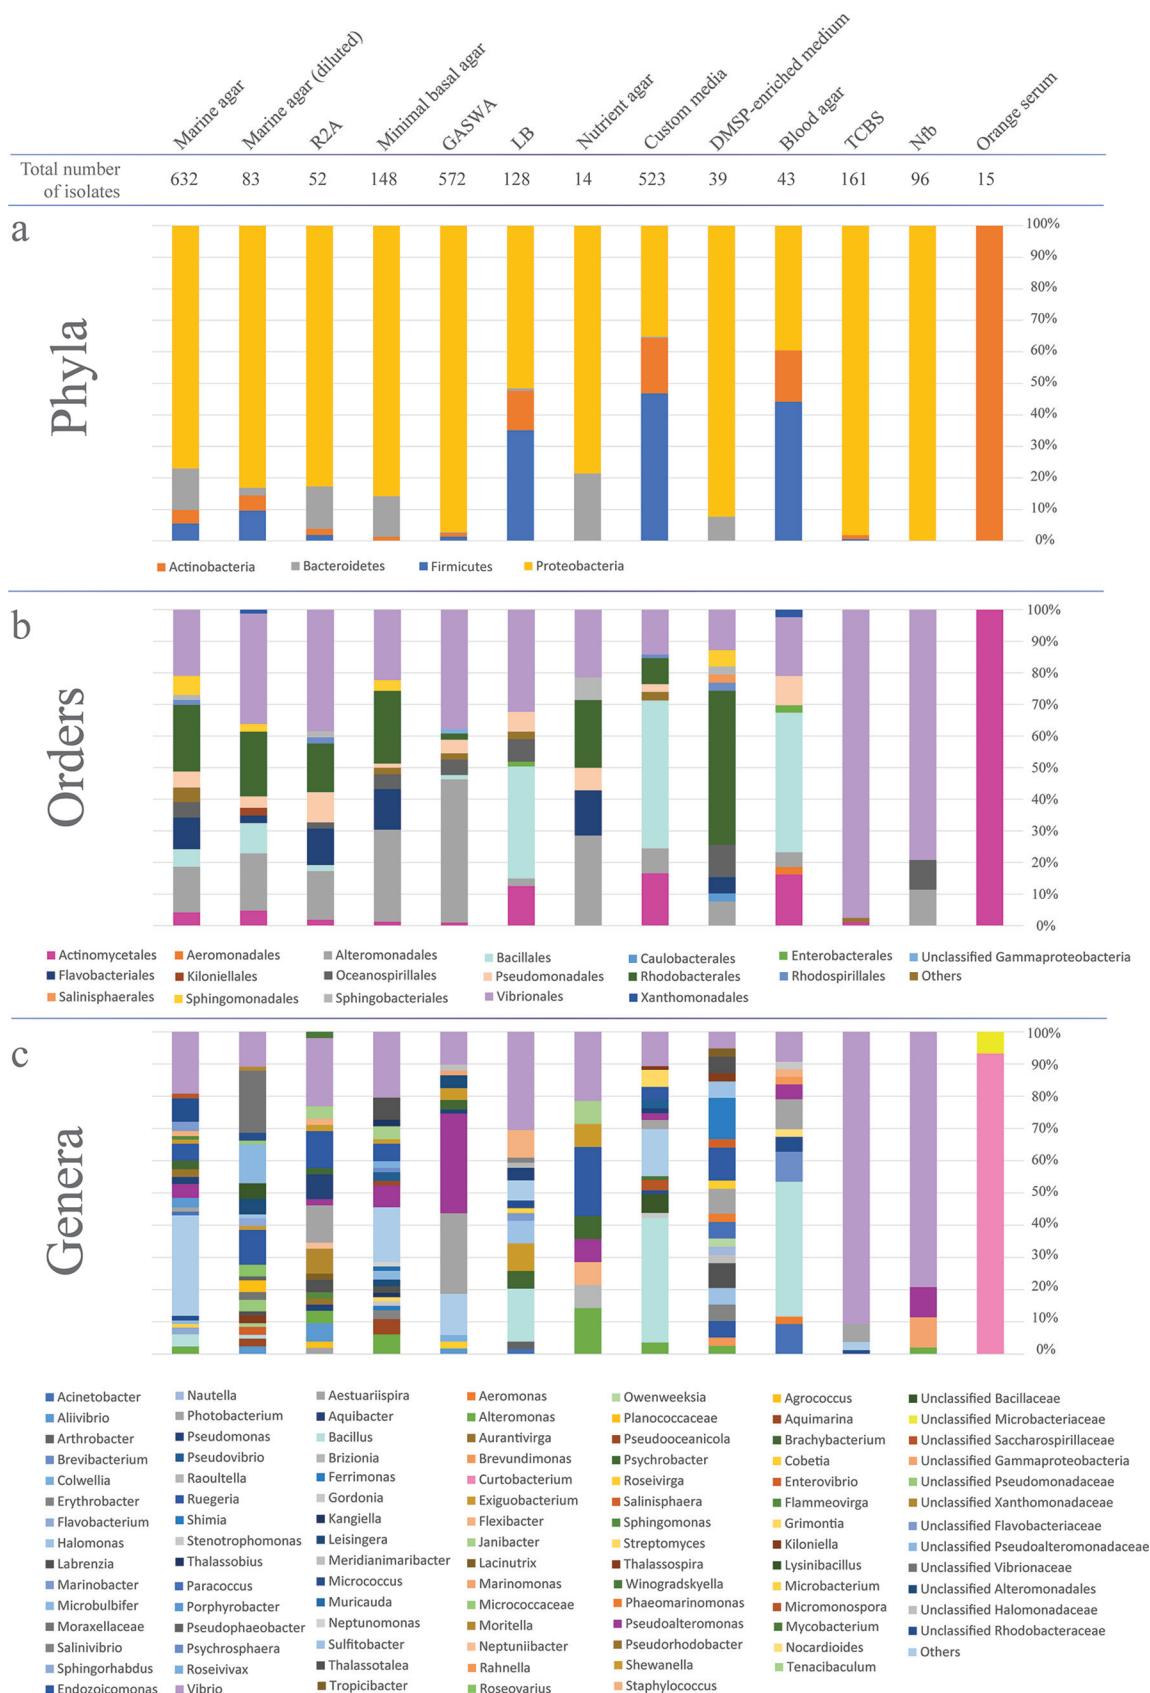 Marine agar
Marine agar (diluted)
R2A
Minimal basal agar
GASWA
LB
Nutrient agar
Custom media
DMSP-enriched medium
Blood agar
TCBS
Nfb
Orange serum
Total number of isolates
632 83 52 148 572 128 14 523 39 43 161 96 15
a
Phyla
100%
90%
80%
70%
60%
50%
40%
30%
20%
10%
0%
Actinobacteria Bacteroidetes Firmicutes Proteobacteria
b
Orders
100%
90%
80%
70%
60%
50%
40%
30%
20%
10%
0%
Actinomycetales Aeromonadales Alteromonadales Bacillales Caulobacterales Enterobacterales Unclassified Gammaproteobacteria
Flavobacteriales Kiloniellales Oceanospirillales Pseudomonadales Rhodobacterales Rhodospirillales Others
Salinisphaerales Sphingomonadales Sphingobacteriales Vibrionales Xanthomonadales
c
Genera
100%
90%
80%
70%
60%
50%
40%
30%
20%
10%
0%
Acinetobacter
Aliivibrio
Arthrobacter
Brevibacterium
Colwellia
Erythrobacter
Flavobacterium
Halomonas
Labrenzia
Marinobacter
Microbulbifer
Moraxellaceae
Salinivibrio
Sphingorhabdus
Endozoicomonas
Nautella
Photobacterium
Pseudomonas
Pseudovibrio
Raoultella
Ruegeria
Shimia
Stenotrophomonas
Thalassobius
Paracoccus
Porphyrobacter
Pseudophaeobacter
Psychrosphaera
Roseivivax
Vibrio
Aestuariispira
Aquibacter
Bacillus
Brizionia
Ferrimonas
Gordonia
Kangiella
Leisingera
Meridianimaribacter
Micrococcus
Muricauda
Neptunomonas
Sulfitobacter
Thalassotalea
Tropicibacter
Aeromonas
Alteromonas
Aurantivirga
Brevundimonas
Curtobacterium
Exiguobacterium
Flexibacter
Janibacter
Lacinutrix
Marinomonas
Micrococcaceae
Moritella
Neptuniibacter
Rahnella
Roseovarius
Owenweeksia
Planococcaceae
Pseudooceanicola
Psychrobacter
Roseivirga
Salinisphaera
Sphingomonas
Streptomyces
Thalassospira
Winogradskyella
Phaeomarinomonas
Pseudoalteromonas
Pseudorhodobacter
Shewanella
Staphylococcus
Agrococcus
Aquimarina
Brachybacterium
Cobetia
Enterovibrio
Flammeovirga
Grimontia
Kiloniella
Lysinibacillus
Microbacterium
Micromonospora
Mycobacterium
Nocardioides
Tenacibaculum
Unclassified Bacillaceae
Unclassified Microbacteriaceae
Unclassified Saccharospirillaceae
Unclassified Gammaproteobacteria
Unclassified Pseudomonadaceae
Unclassified Xanthomonadaceae
Unclassified Flavobacteriaceae
Unclassified Pseudoalteromonadaceae
Unclassified Vibrionaceae
Unclassified Alteromonadales
Unclassified Halomonadaceae
Unclassified Rhodobacteraceae
Others